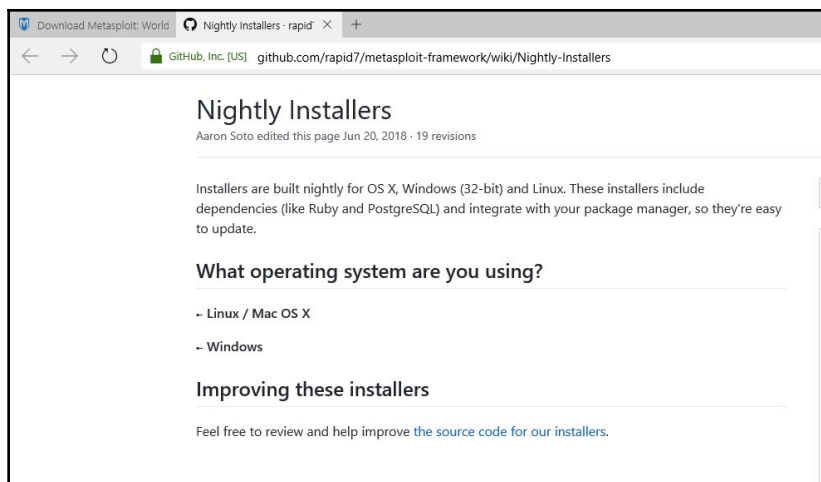 Download Metasploit: World
Nightly Installers · rapid7
GitHub, Inc. [US] github.com/rapid7/metasploit-framework/wiki/Nightly-Installers
Nightly Installers
Aaron Soto edited this page Jun 20, 2018 · 19 revisions
Installers are built nightly for OS X, Windows (32-bit) and Linux. These installers include
dependencies (like Ruby and PostgreSQL) and integrate with your package manager, so they're easy
to update.
What operating system are you using?
Linux / Mac OS X
Windows
Improving these installers
Feel free to review and help improve the source code for our installers.